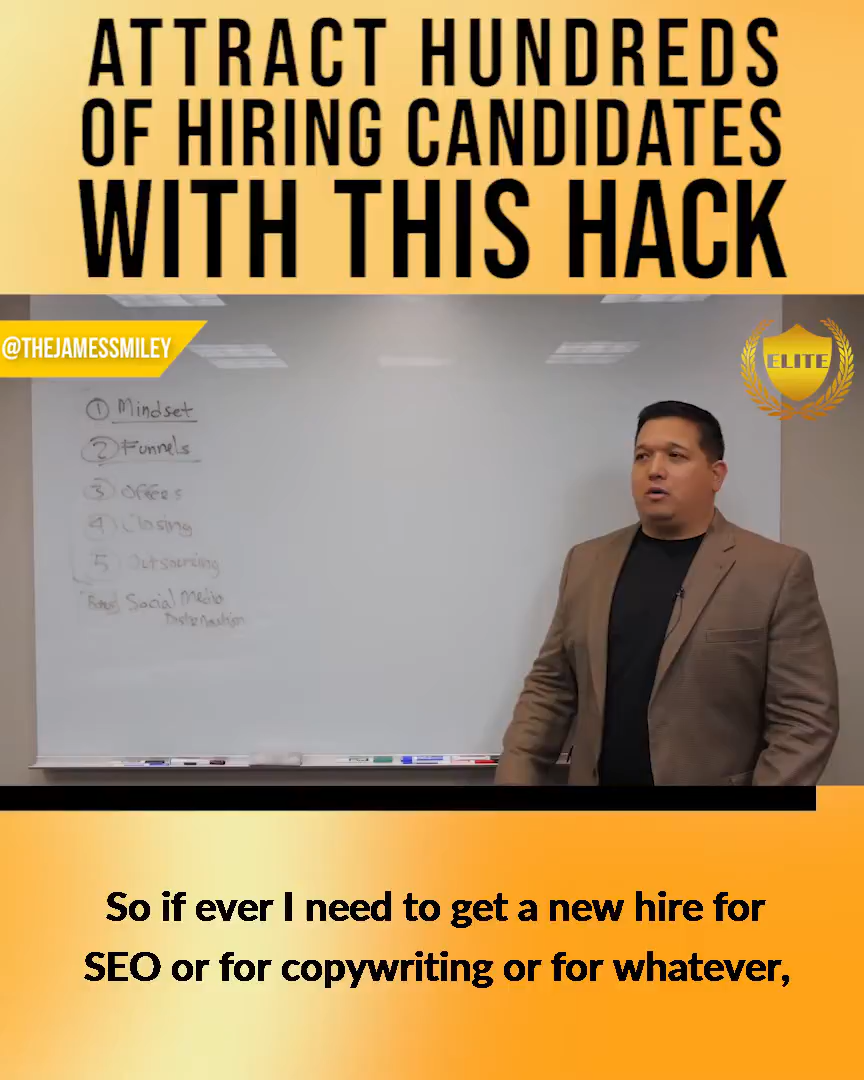 ATTRACT HUNDREDS
OF HIRING CANDIDATES
WITH THIS HACK
@THEJAMESSMILEY
ELITE
① Mindset
② Funnels
③ Offers
④ Closing
5 Outsourcing
Social Media
Distribution
So if ever I need to get a new hire for
SEO or for copywriting or for whatever,